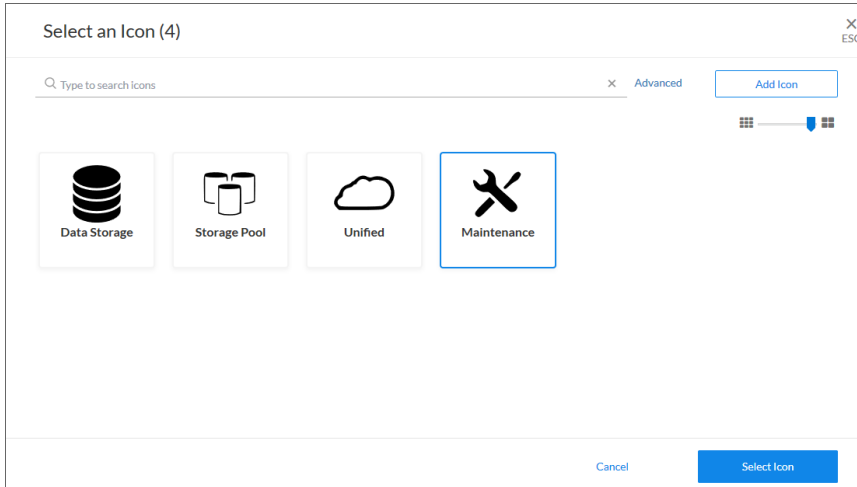 Select an Icon (4)
ESC
Type to search icons
Advanced
Add Icon
Data Storage
Storage Pool
Unified
Maintenance
Cancel
Select Icon